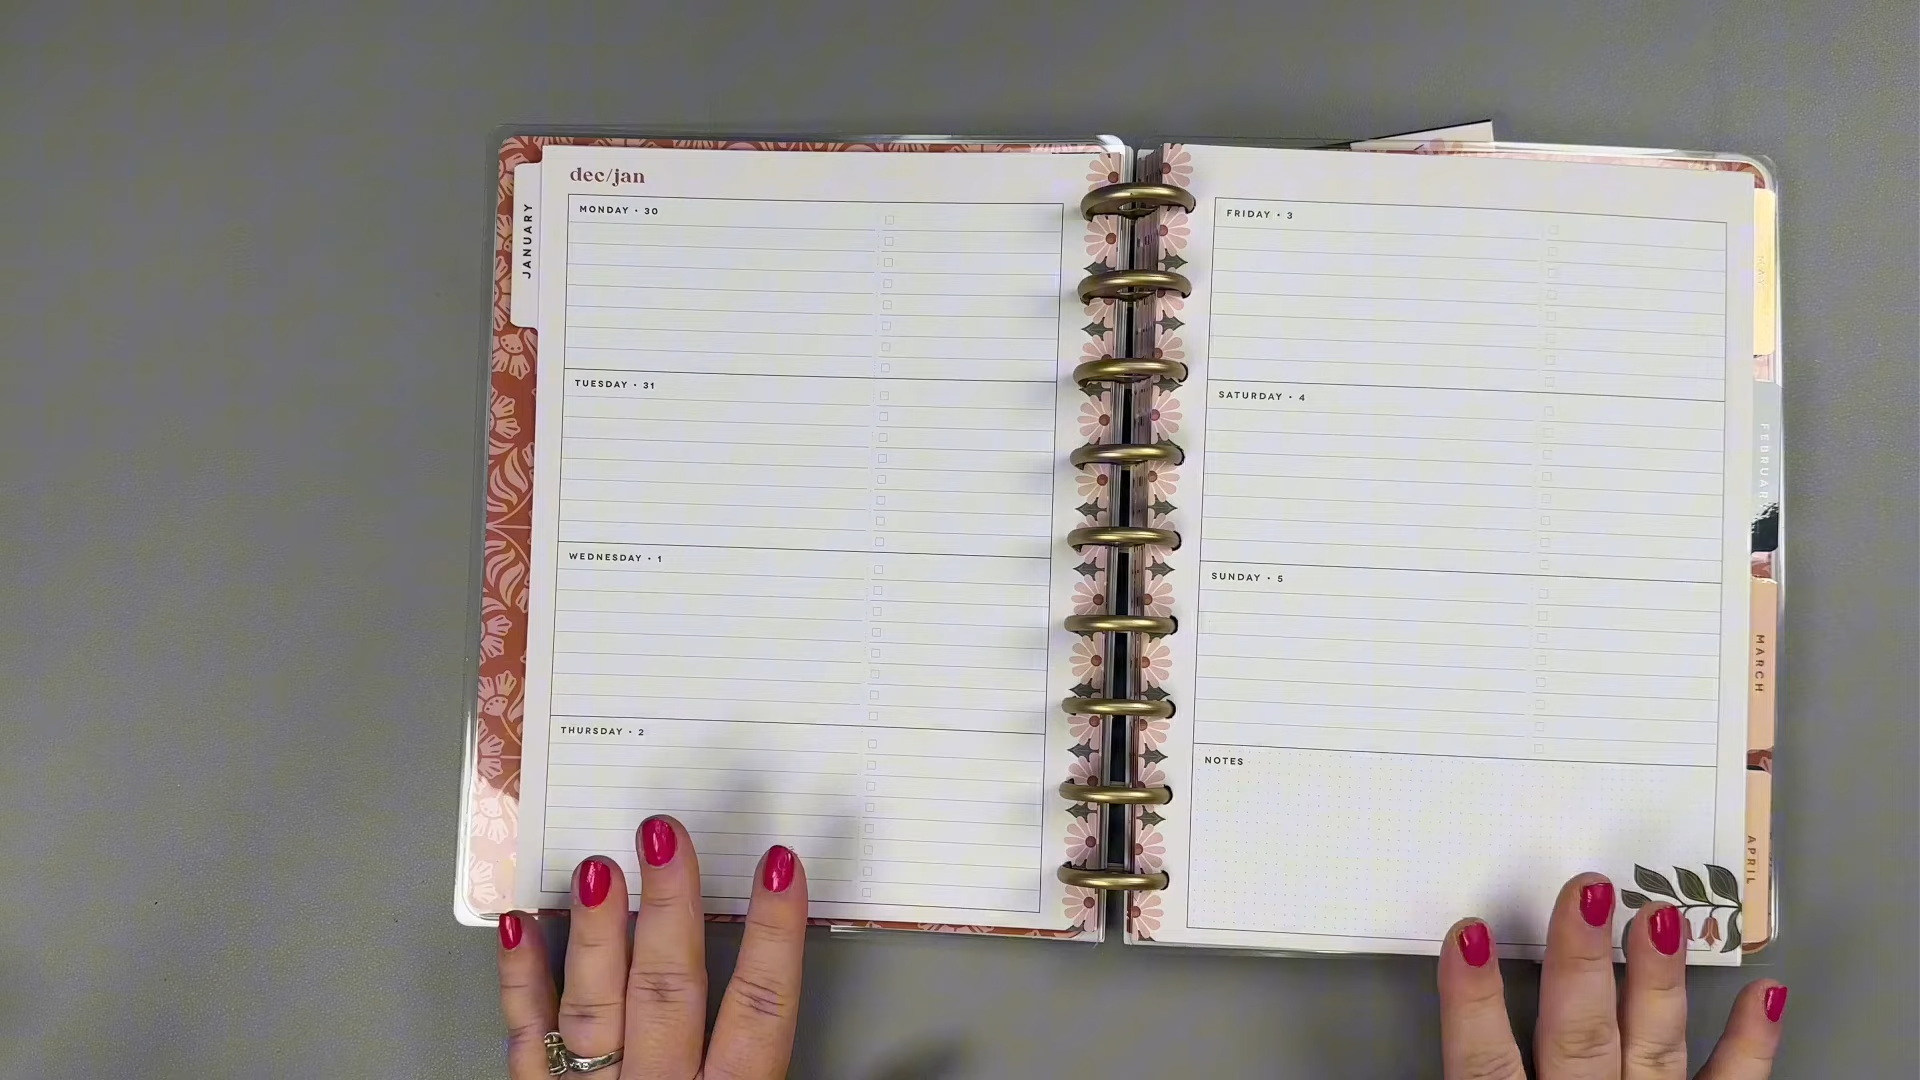 dec/jan
JANUARY
MONDAY • 30
TUESDAY • 31
WEDNESDAY • 1
THURSDAY • 2
FRIDAY • 3
SATURDAY • 4
SUNDAY • 5
NOTES
MAY
FEBRUARY
MARCH
APRIL